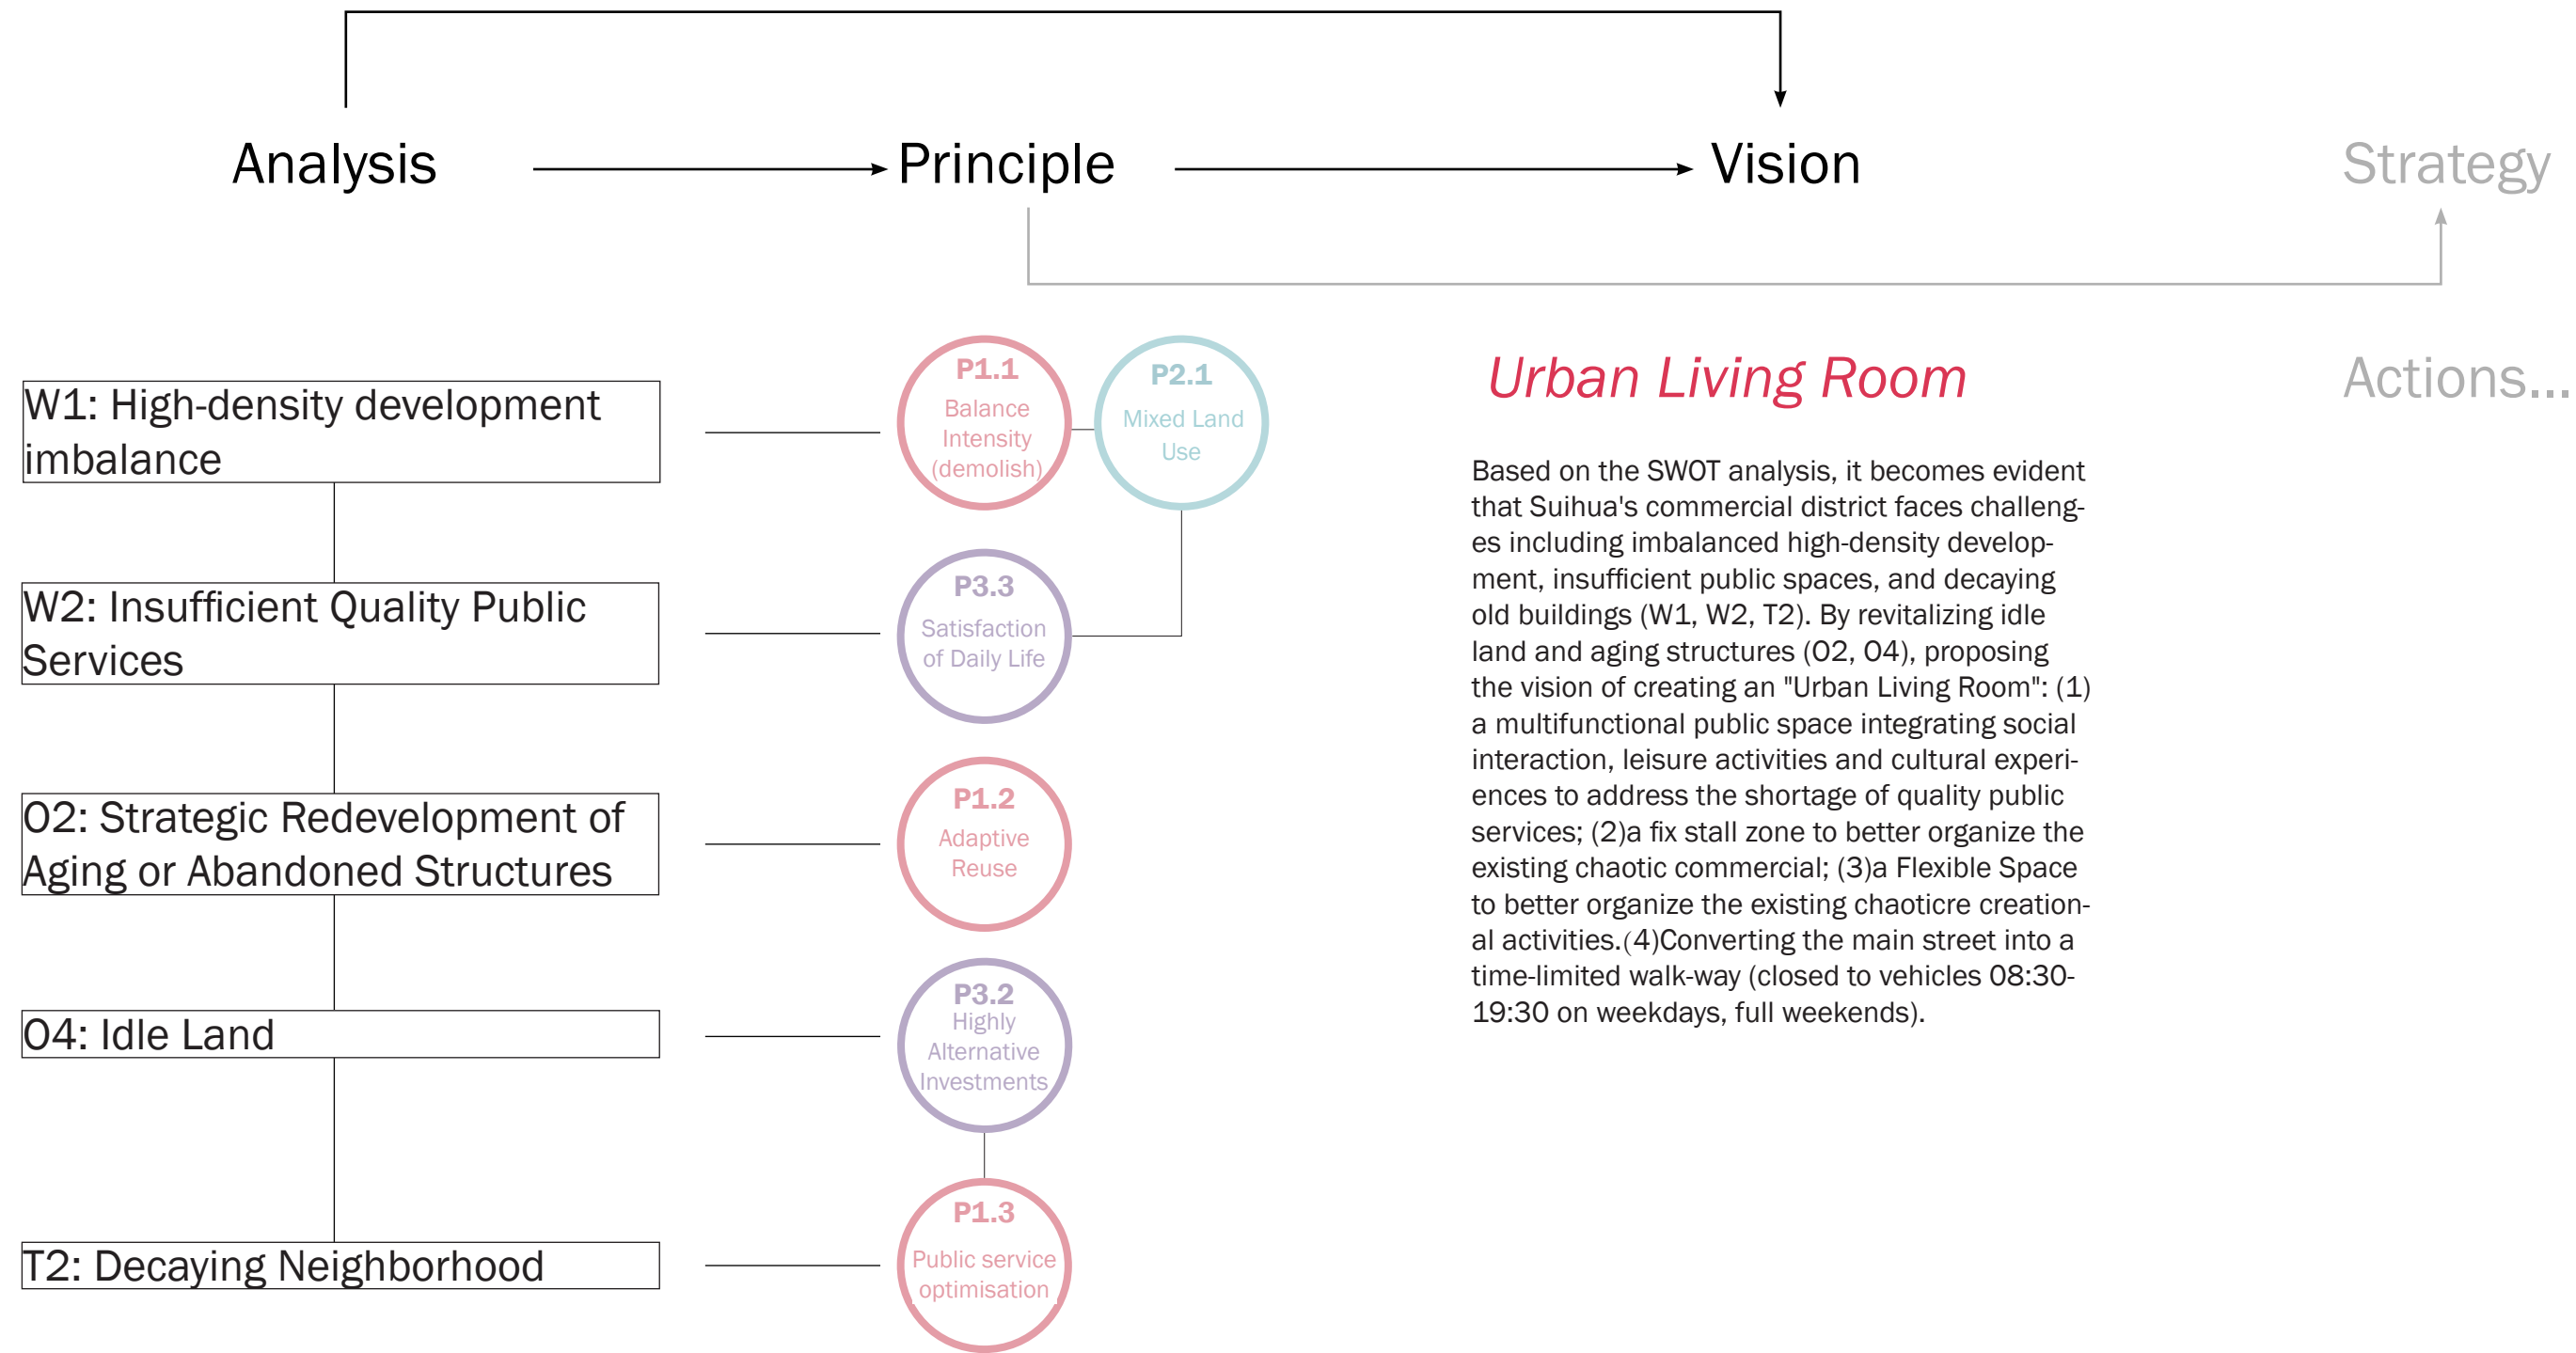 Analysis
Principle
Vision
Strategy
W1: High-density development
imbalance
W2: Insufficient Quality Public
Services
O2: Strategic Redevelopment of
Aging or Abandoned Structures
O4: Idle Land
T2: Decaying Neighborhood
P1.1
Balance
Intensity
(demolish)
P2.1
Mixed Land
Use
P3.3
Satisfaction
of Daily Life
P1.2
Adaptive
Reuse
P3.2
Highly
Alternative
Investments
P1.3
Public service
optimisation
Urban Living Room
Based on the SWOT analysis, it becomes evident
that Suihua's commercial district faces challeng-
es including imbalanced high-density develop-
ment, insufficient public spaces, and decaying
old buildings (W1, W2, T2). By revitalizing idle
land and aging structures (O2, O4), proposing
the vision of creating an "Urban Living Room": (1)
a multifunctional public space integrating social
interaction, leisure activities and cultural experi-
ences to address the shortage of quality public
services; (2)a fix stall zone to better organize the
existing chaotic commercial; (3)a Flexible Space
to better organize the existing chaoticre creation-
al activities.(4)Converting the main street into a
time-limited walk-way (closed to vehicles 08:30-
19:30 on weekdays, full weekends).
Actions...